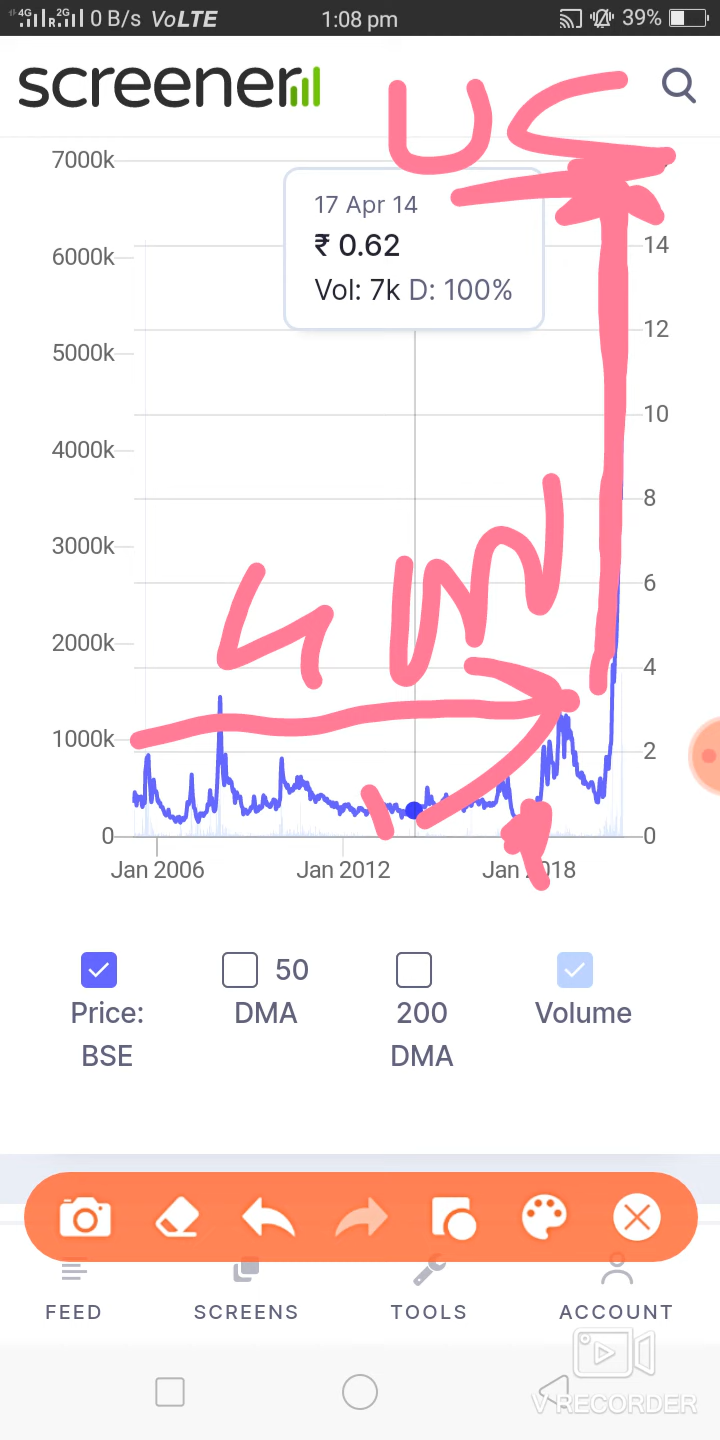 4G R 2G 0 B/s VoLTE 1:08 pm 39%
screener
7000k
17 Apr 14
₹ 0.62
Vol: 7k D: 100%
6000k 14
5000k 12
4000k 10
3000k 8
2000k 6
1000k 4
0 2
0
Jan 2006 Jan 2012 Jan 2018
Price: BSE
50 DMA
200 DMA
Volume
FEED SCREENS TOOLS ACCOUNT
V RECORDER